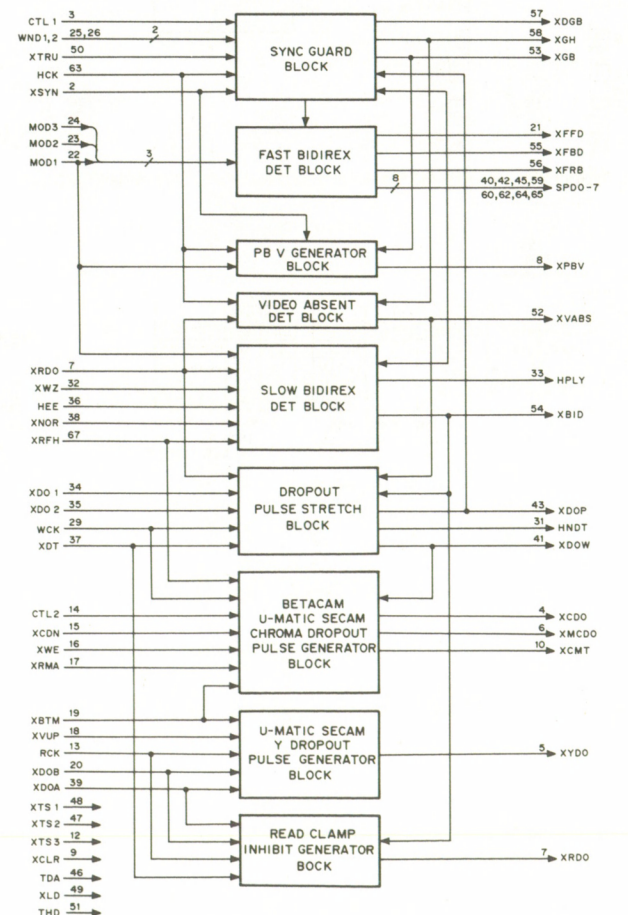 CTL 1 3
WND1,2 25,26 2
XTRU 50
HCK 63
XSYN 2
SYNC GUARD
BLOCK
57 XDGB
58 XGH
53 XGB
MOD3 24
MOD2 23
MOD1 22
3
FAST BIDIREX
DET BLOCK
21 XFFD
55 XFBD
56 XFRB
8 40,42,45,59 SPDO-7
60,62,64,65
PB V GENERATOR
BLOCK
8 XPBV
VIDEO ABSENT
DET BLOCK
52 XVABS
XRDO 7
XWZ 32
HEE 36
XNOR 38
XRFH 67
SLOW BIDIREX
DET BLOCK
33 HPLY
54 XBID
XDO 1 34
XDO 2 35
WCK 29
XDT 37
DROPOUT
PULSE STRETCH
BLOCK
43 XDOP
31 HNDT
41 XDOW
CTL2 14
XCDN 15
XWE 16
XRMA 17
BETACAM
U-MATIC SECAM
CHROMA DROPOUT
PULSE GENERATOR
BLOCK
4 XCDO
6 XMCDO
10 XCMT
XBTM 19
XVUP 18
RCK 13
XDOB 20
XDOA 39
U-MATIC SECAM
Y DROPOUT
PULSE GENERATOR
BLOCK
5 XYDO
XTS 1 48
XTS 2 47
XTS 3 12
XCLR 9
TDA 46
XLD 49
THD 51
READ CLAMP
INHIBIT GENERATOR
BOCK
7 XRDO